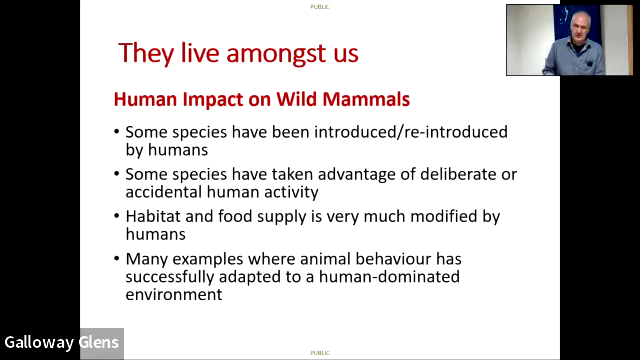 PUBLIC
They live amongst us
Human Impact on Wild Mammals
• Some species have been introduced/re-introduced
by humans
• Some species have taken advantage of deliberate or
accidental human activity
• Habitat and food supply is very much modified by
humans
• Many examples where animal behaviour has
successfully adapted to a human-dominated
environment
Galloway Glens
PUBLIC